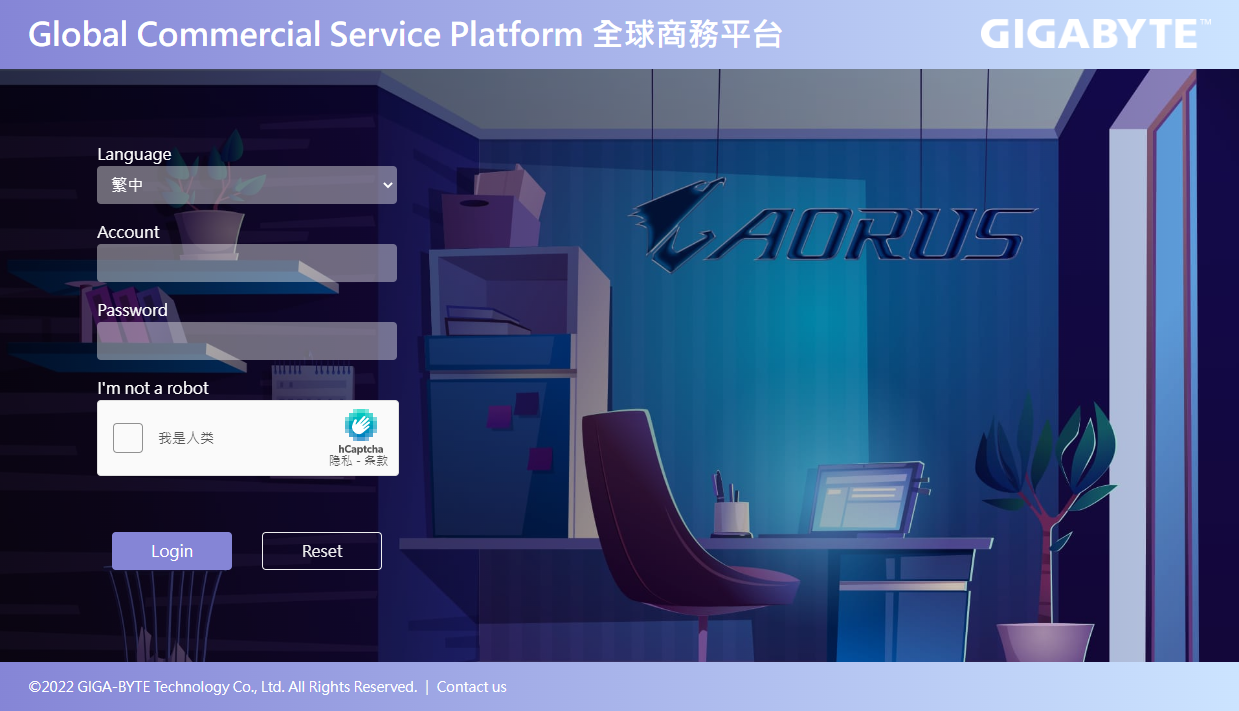 Global Commercial Service Platform 全球商務平台
GIGABYTE™
Language
繁中
Account
Password
I'm not a robot
我是人类
hCaptcha
隐私 - 条款
Login
Reset
AORUS
©2022 GIGA-BYTE Technology Co., Ltd. All Rights Reserved. | Contact us